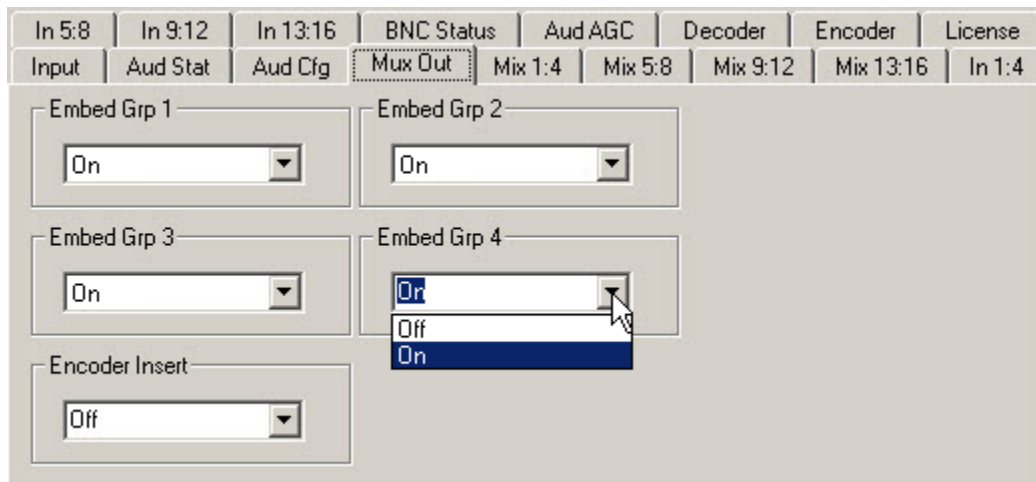 In 5:8 In 9:12 In 13:16 BNC Status Aud AGC Decoder Encoder License
Input Aud Stat Aud Cfg Mux Out Mix 1:4 Mix 5:8 Mix 9:12 Mix 13:16 In 1:4
Embed Grp 1 Embed Grp 2
On On
Embed Grp 3 Embed Grp 4
On On
Off
On
Encoder Insert
Off